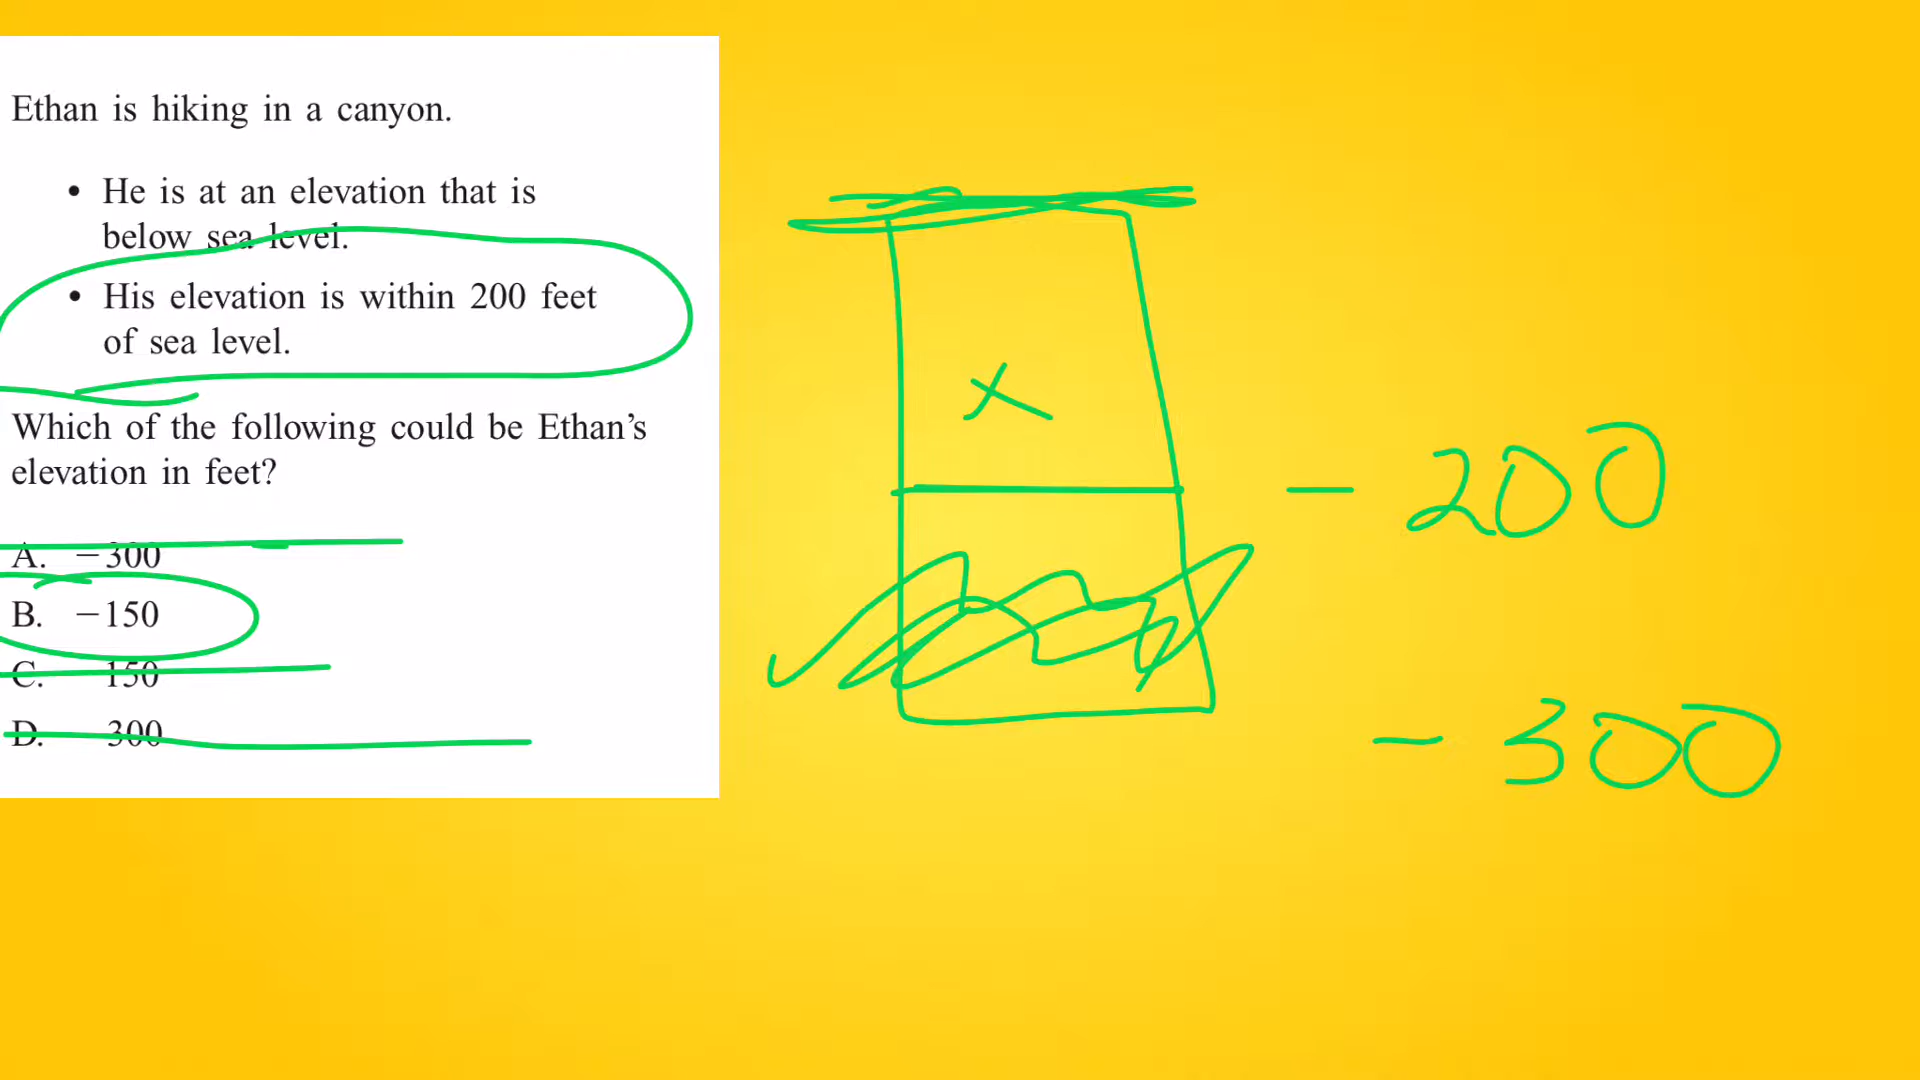 Ethan is hiking in a canyon.
• He is at an elevation that is
below sea level.
• His elevation is within 200 feet
of sea level.
Which of the following could be Ethan’s
elevation in feet?
A. −300
B. −150
C. 150
D. 300
x
- 200
- 300